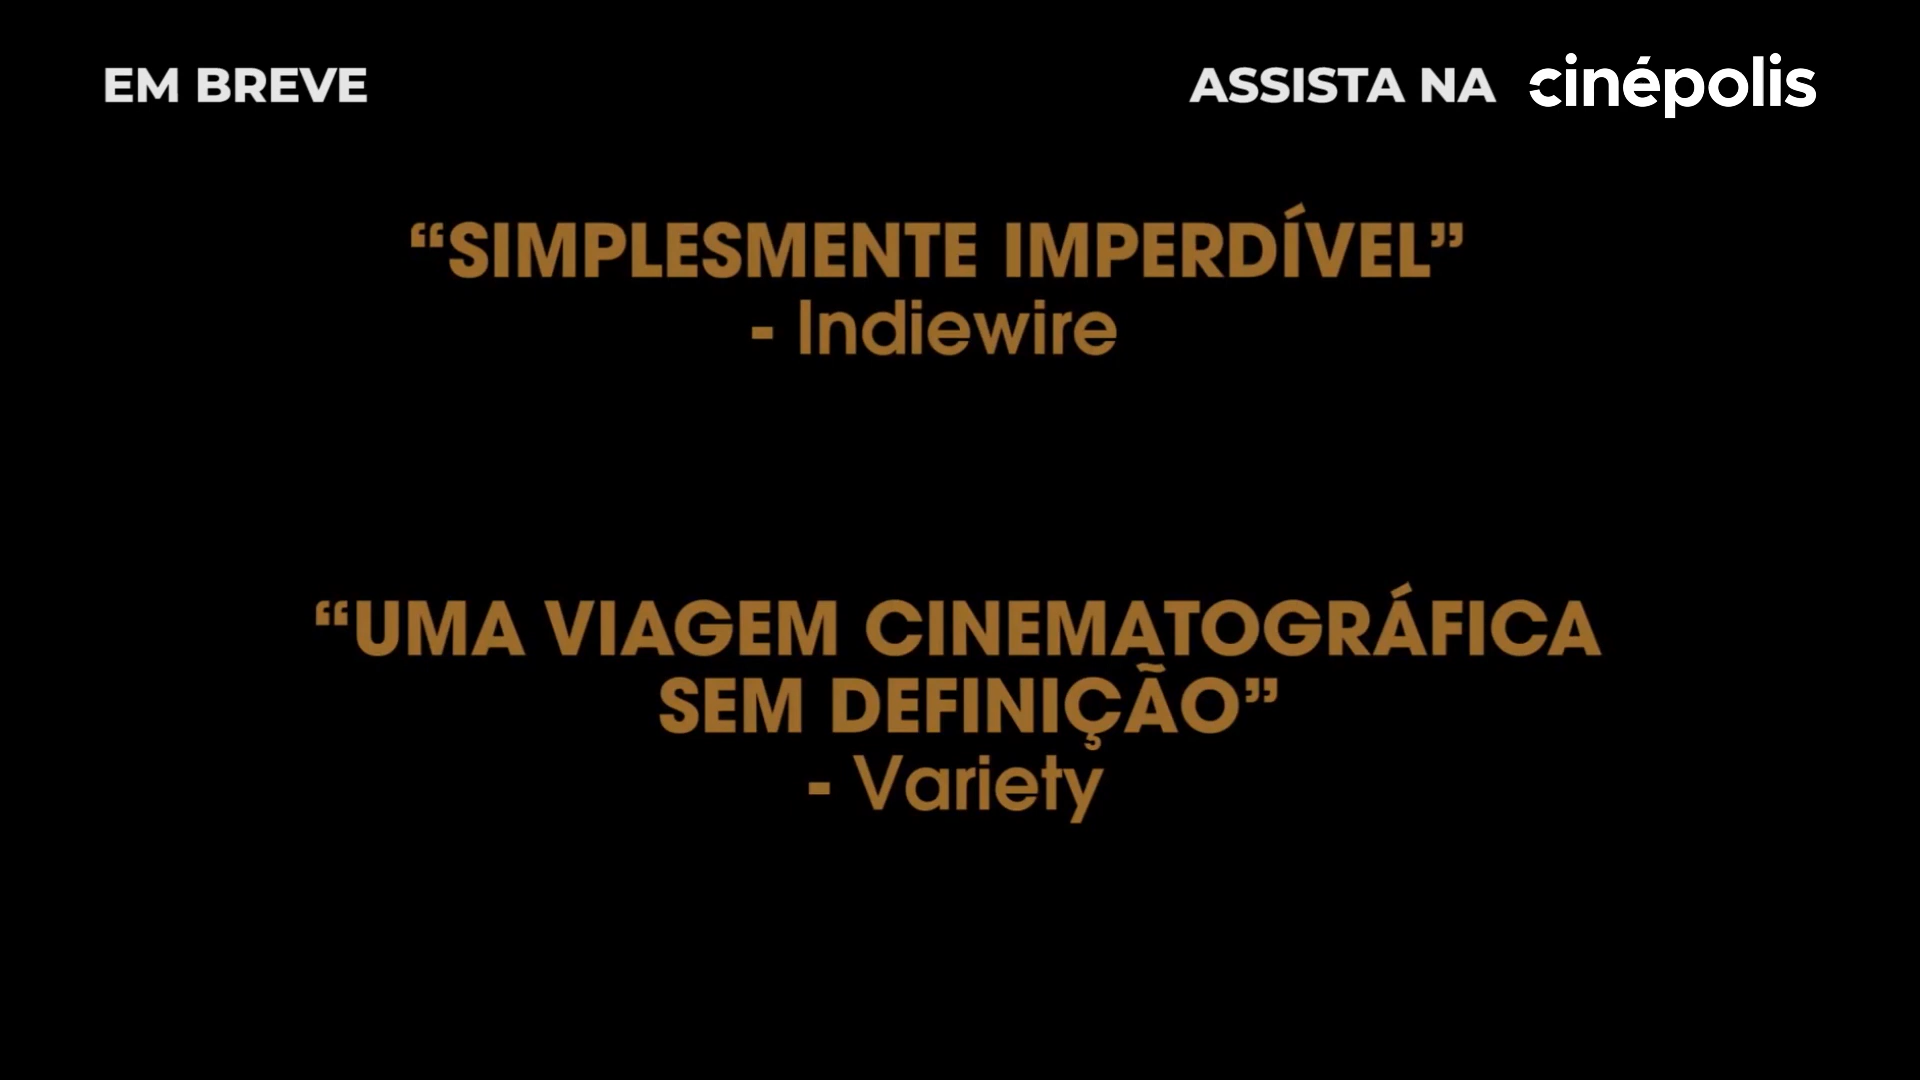 EM BREVE
ASSISTA NA cinépolis
“SIMPLESMENTE IMPERDÍVEL”
- Indiewire
“UMA VIAGEM CINEMATOGRÁFICA
SEM DEFINIÇÃO”
- Variety